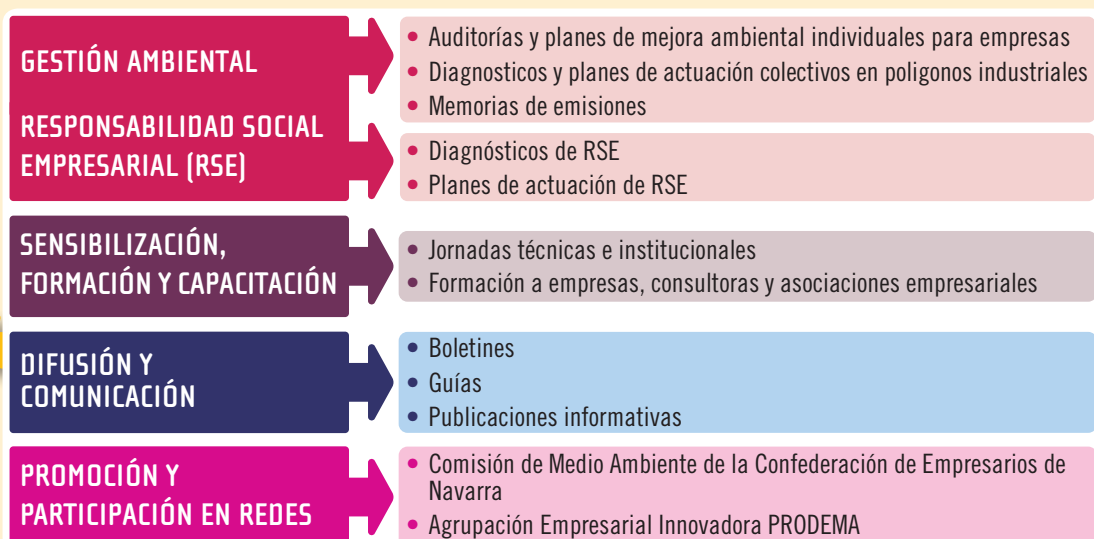 GESTIÓN AMBIENTAL
• Auditorías y planes de mejora ambiental individuales para empresas
• Diagnosticos y planes de actuación colectivos en poligonos industriales
• Memorias de emisiones
RESPONSABILIDAD SOCIAL
EMPRESARIAL (RSE)
• Diagnósticos de RSE
• Planes de actuación de RSE
SENSIBILIZACIÓN,
FORMACIÓN Y CAPACITACIÓN
• Jornadas técnicas e institucionales
• Formación a empresas, consultoras y asociaciones empresariales
DIFUSIÓN Y
COMUNICACIÓN
• Boletines
• Guías
• Publicaciones informativas
PROMOCIÓN Y
PARTICIPACIÓN EN REDES
• Comisión de Medio Ambiente de la Confederación de Empresarios de
Navarra
• Agrupación Empresarial Innovadora PRODEMA